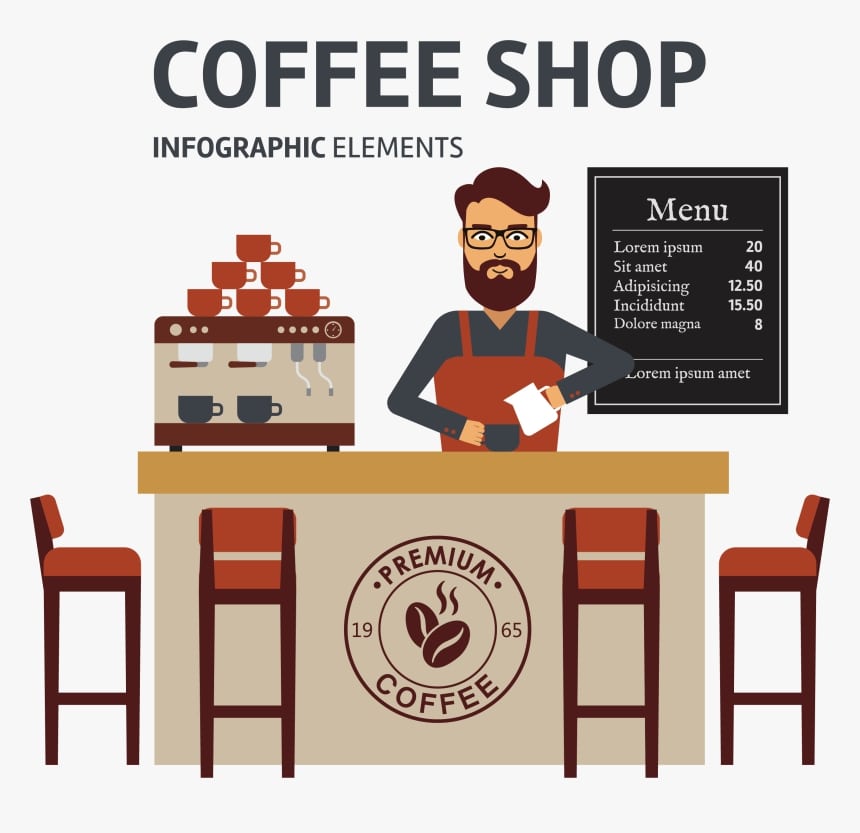 COFFEE SHOP
INFOGRAPHIC ELEMENTS
Menu
Lorem ipsum 20
Sit amet 40
Adipisicing 12.50
Incididunt 15.50
Dolore magna 8
Lorem ipsum amet
PREMIUM
19 65
COFFEE